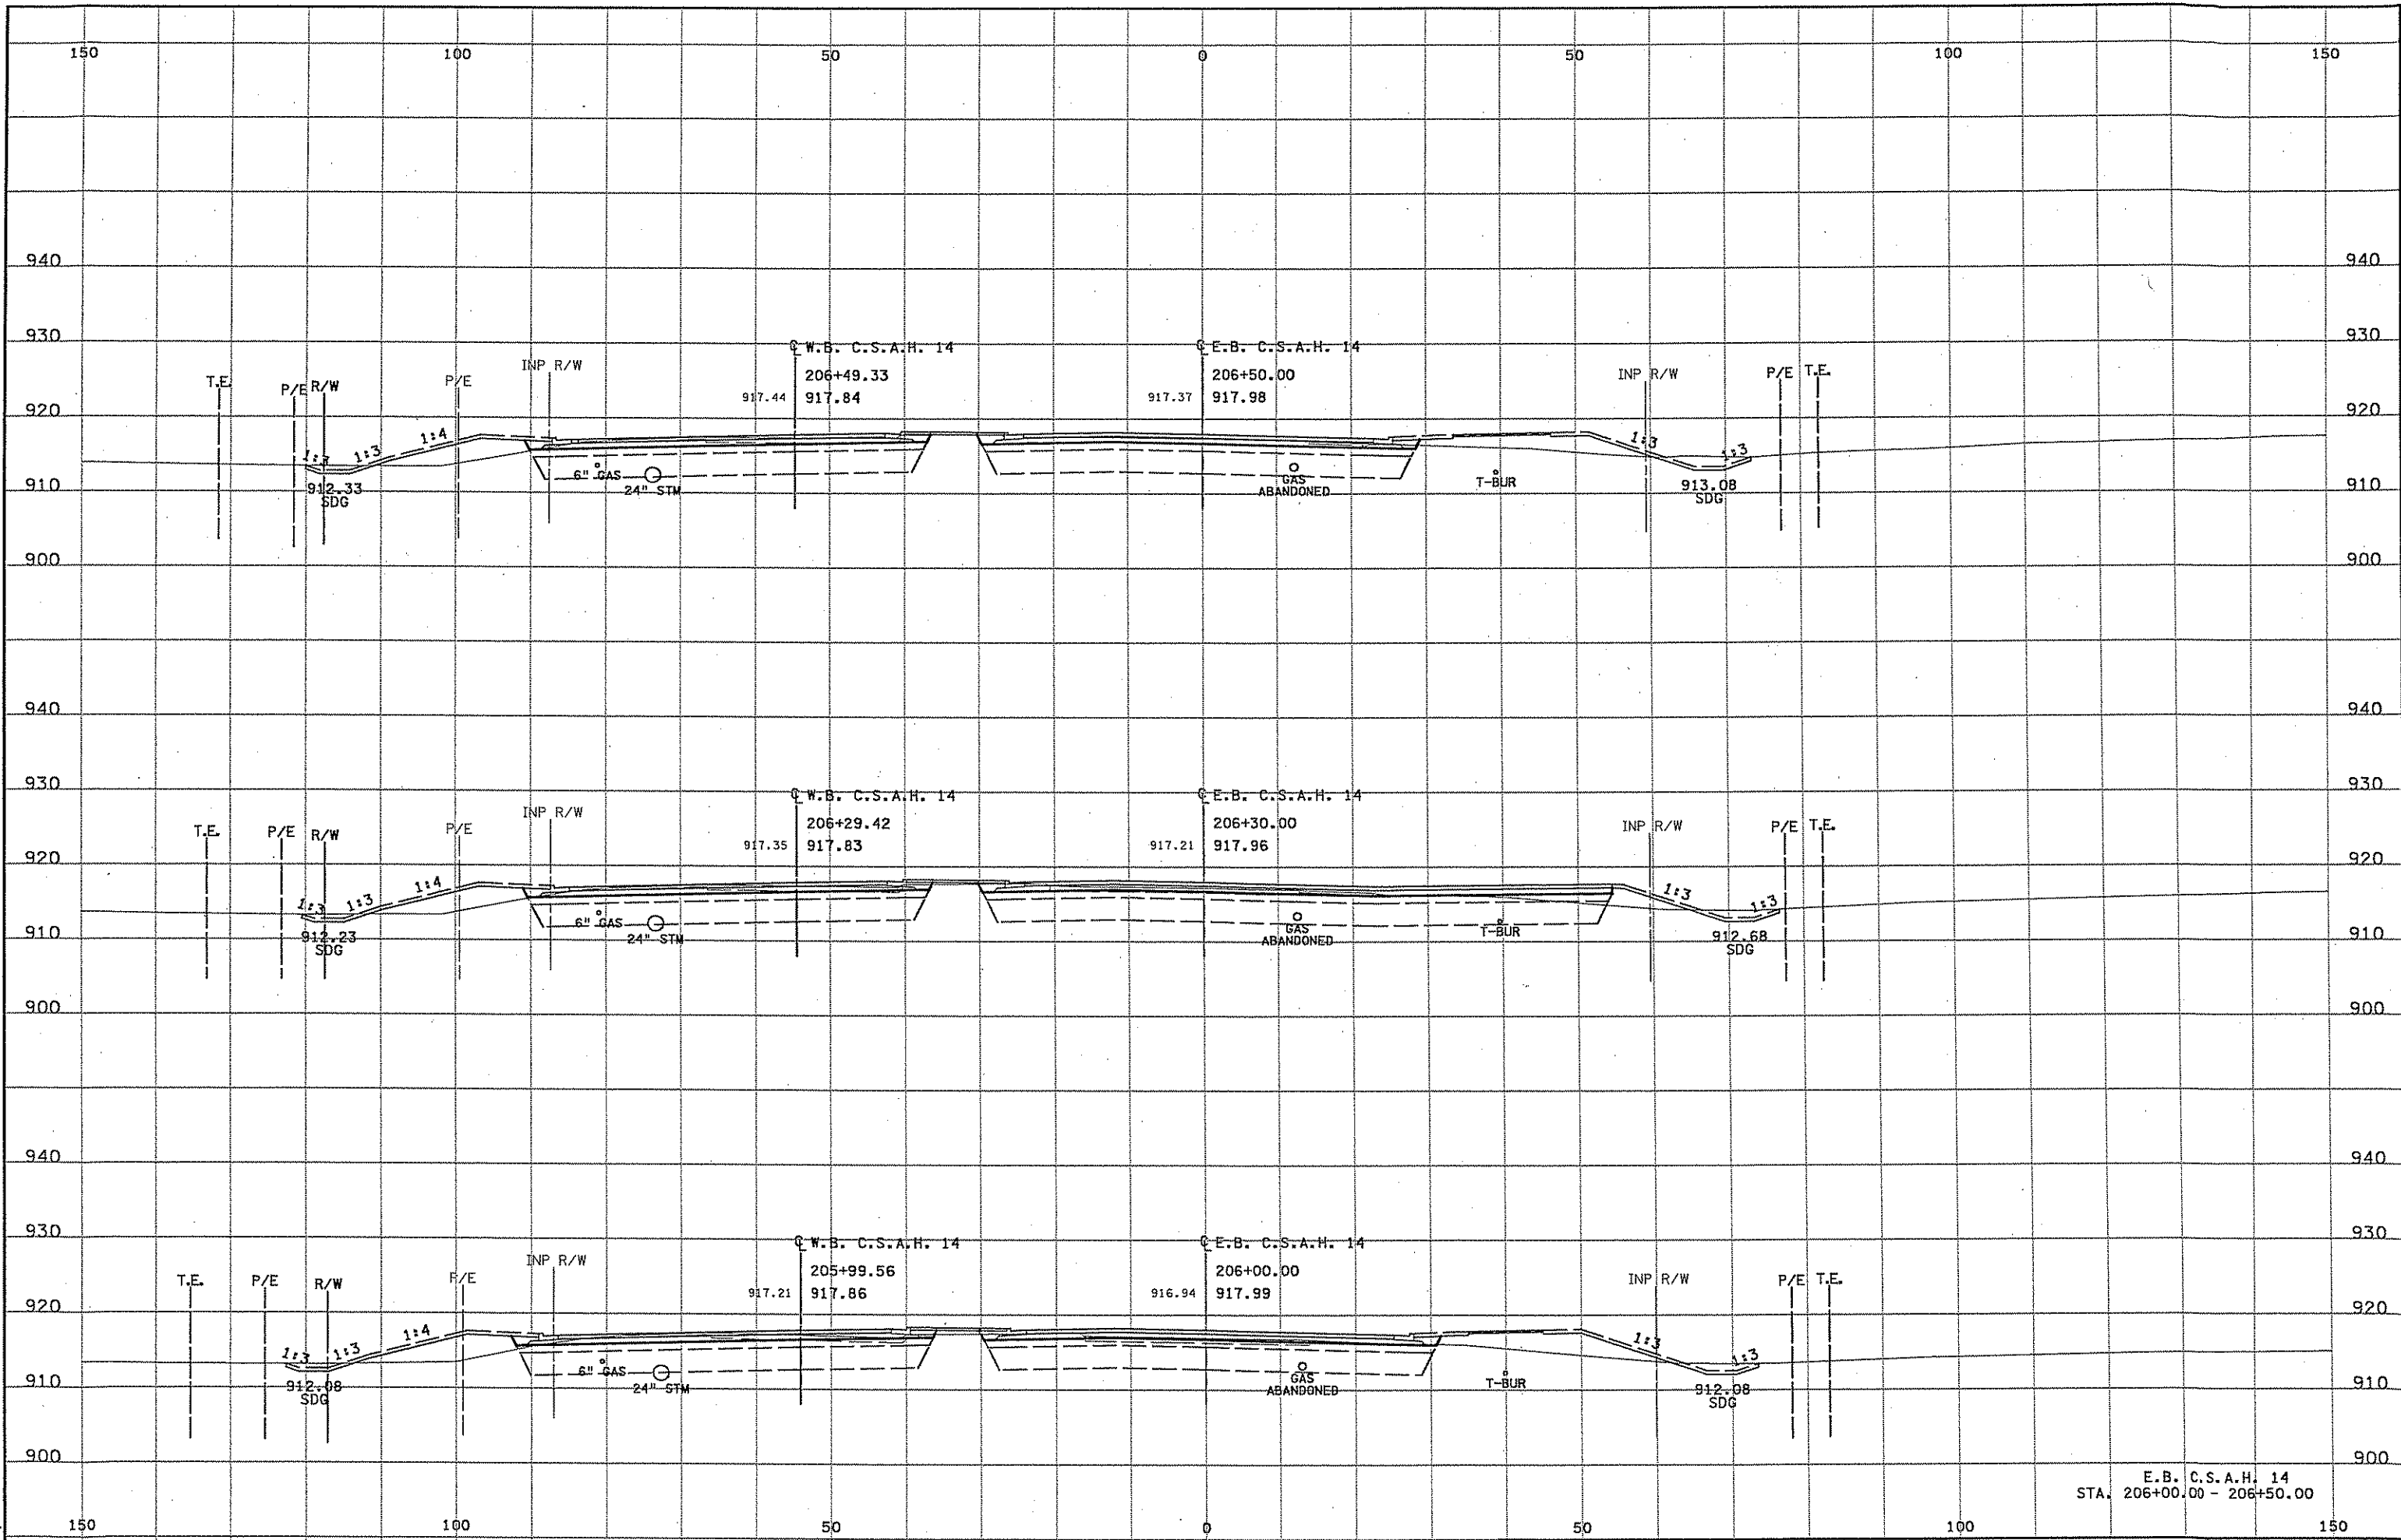 150 100 50 0 50 100 150
940 940
930 930
℄ W.B. C.S.A.H. 14 ℄ E.B. C.S.A.H. 14
206+49.33 206+50.00
917.44 917.84 917.37 917.98
T.E. P/E R/W P/E INP R/W INP R/W P/E T.E.
920 920
1:3 1:3 1:4 1:3 1:3
6" GAS 24" STM GAS ABANDONED T-BUR
912.33 913.08
SDG SDG
910 910
900 900
940 940
930 930
℄ W.B. C.S.A.H. 14 ℄ E.B. C.S.A.H. 14
206+29.42 206+30.00
917.35 917.83 917.21 917.96
T.E. P/E R/W P/E INP R/W INP R/W P/E T.E.
920 920
1:3 1:3 1:4 1:3 1:3
6" GAS 24" STM GAS ABANDONED T-BUR
912.23 912.68
SDG SDG
910 910
900 900
940 940
930 930
℄ W.B. C.S.A.H. 14 ℄ E.B. C.S.A.H. 14
205+99.56 206+00.00
917.21 917.86 916.94 917.99
T.E. P/E R/W P/E INP R/W INP R/W P/E T.E.
920 920
1:3 1:3 1:4 1:3 1:3
6" GAS 24" STM GAS ABANDONED T-BUR
912.08 912.08
SDG SDG
910 910
900 900
E.B. C.S.A.H. 14
STA. 206+00.00 - 206+50.00
150 100 50 0 50 100 150